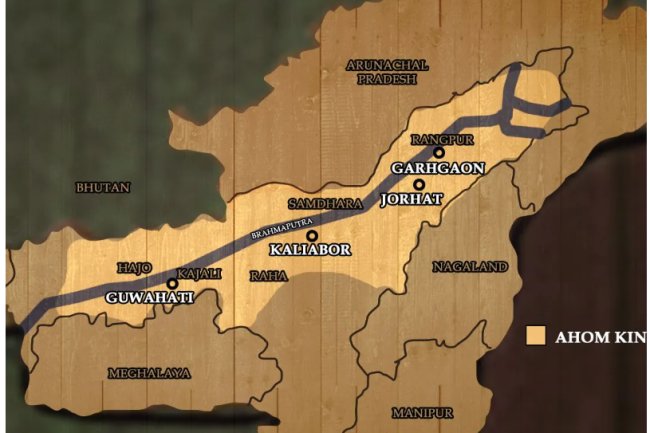 ARUNACHAL
PRADESH
RANGPUR
GARHGAON
BHUTAN
JORHAT
SAMDHARA
BRAHMAPUTRA
KALIABOR
HAJO
KAJALI
RAHA
NAGALAND
GUWAHATI
AHOM KIN
MEGHALAYA
MANIPUR